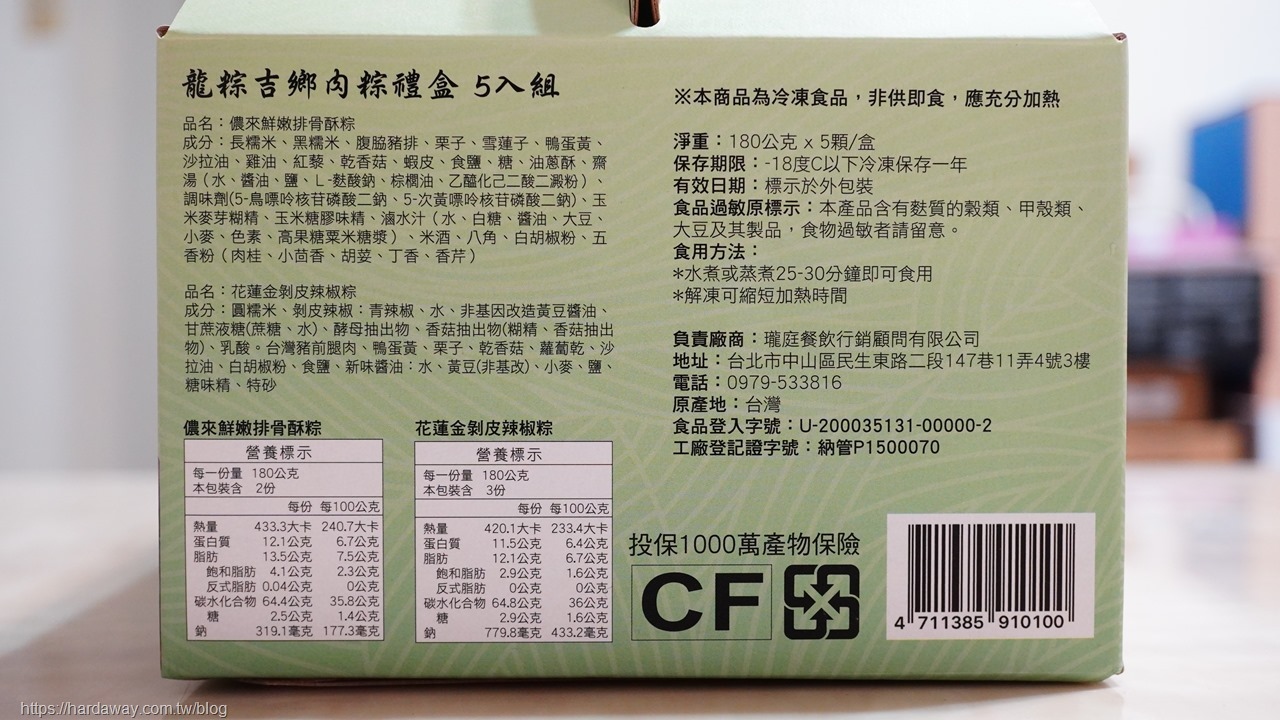 龍粽吉鄉肉粽禮盒 5入組
品名：儂來鮮嫩排骨酥粽
成分：長糯米、黑糯米、腹脇豬排、栗子、雪蓮子、鴨蛋黃、
沙拉油、雞油、紅藜、乾香菇、蝦皮、食鹽、糖、油蔥酥、齋
湯（水、醬油、鹽、L-麩酸鈉、棕櫚油、乙醯化己二酸二澱粉）、
調味劑(5-鳥嘌呤核苷磷酸二鈉、5-次黃嘌呤核苷磷酸二鈉)、玉
米麥芽糊精、玉米糖膠味精、滷水汁（水、白糖、醬油、大豆、
小麥、色素、高果糖粟米糖漿）、米酒、八角、白胡椒粉、五
香粉（肉桂、小茴香、胡荽、丁香、香芹）
品名：花蓮金剝皮辣椒粽
成分：圓糯米、剝皮辣椒：青辣椒、水、非基因改造黃豆醬油、
甘蔗液糖(蔗糖、水)、酵母抽出物、香菇抽出物(糊精、香菇抽出
物)、乳酸。台灣豬前腿肉、鴨蛋黃、栗子、乾香菇、蘿蔔乾、沙
拉油、白胡椒粉、食鹽、新味醬油：水、黃豆(非基改)、小麥、鹽、
糖味精、特砂
儂來鮮嫩排骨酥粽
營養標示
每一份量 180公克
本包裝含 2份
每份 每100公克
熱量 433.3大卡 240.7大卡
蛋白質 12.1公克 6.7公克
脂肪 13.5公克 7.5公克
飽和脂肪 4.1公克 2.3公克
反式脂肪 0.04公克 0公克
碳水化合物 64.4公克 35.8公克
糖 2.5公克 1.4公克
鈉 319.1毫克 177.3毫克
花蓮金剝皮辣椒粽
營養標示
每一份量 180公克
本包裝含 3份
每份 每100公克
熱量 420.1大卡 233.4大卡
蛋白質 11.5公克 6.4公克
脂肪 12.1公克 6.7公克
飽和脂肪 2.9公克 1.6公克
反式脂肪 0公克 0公克
碳水化合物 64.8公克 36公克
糖 2.9公克 1.6公克
鈉 779.8毫克 433.2毫克
※本商品為冷凍食品，非供即食，應充分加熱
淨重：180公克 x 5顆/盒
保存期限：-18度C以下冷凍保存一年
有效日期：標示於外包裝
食品過敏原標示：本產品含有麩質的穀類、甲殼類、
大豆及其製品，食物過敏者請留意。
食用方法：
*水煮或蒸煮25-30分鐘即可食用
*解凍可縮短加熱時間
負責廠商：瓏庭餐飲行銷顧問有限公司
地址：台北市中山區民生東路二段147巷11弄4號3樓
電話：0979-533816
原產地：台灣
食品登入字號：U-200035131-00000-2
工廠登記證字號：納管P1500070
投保1000萬產物保險
CF
4 711385 910100
https://hardaway.com.tw/blog